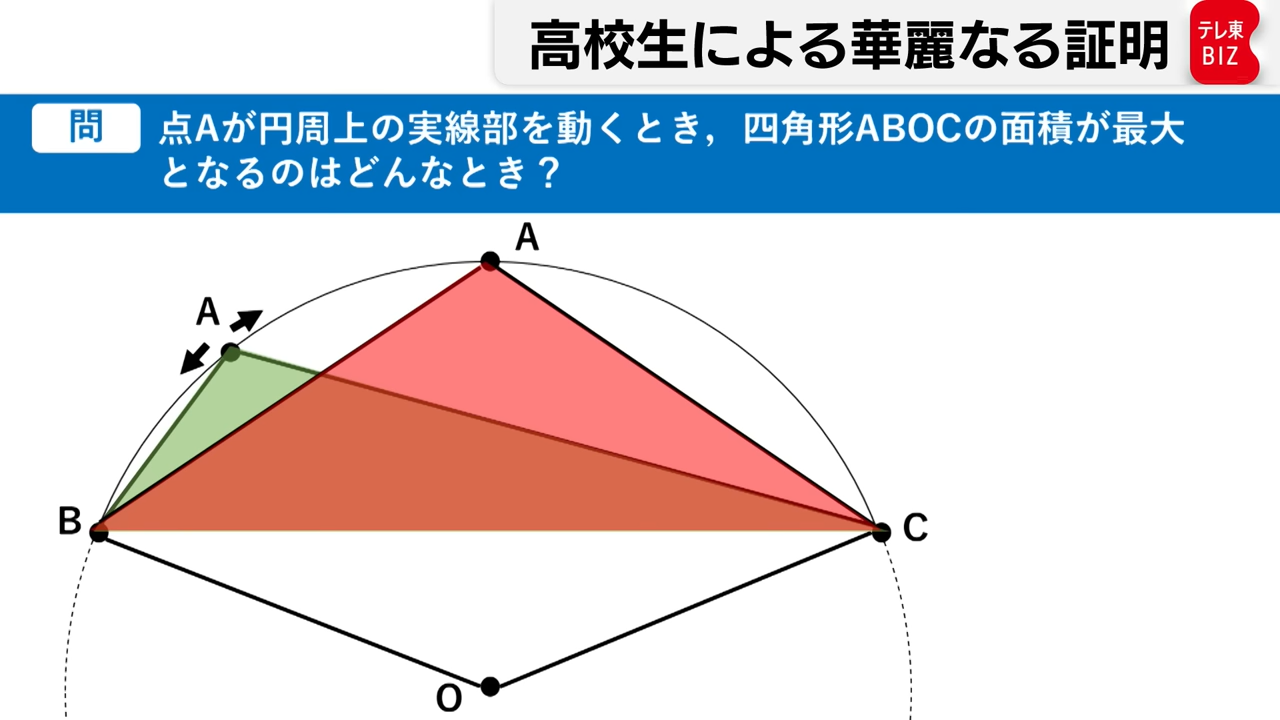 高校生による華麗なる証明
テレ東
BIZ
問
点Aが円周上の実線部を動くとき，四角形ABOCの面積が最大
となるのはどんなとき？
A
A
B
C
O